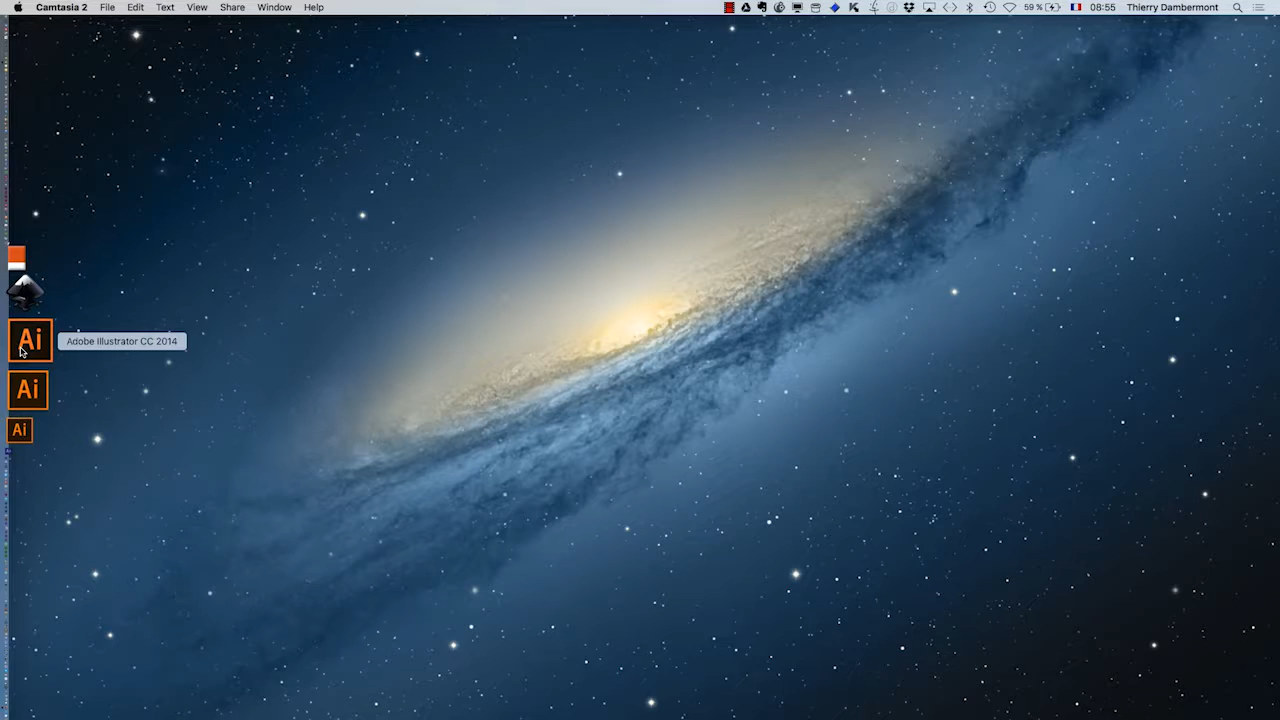 Camtasia 2 File Edit Text View Share Window Help 59 % 08:55 Thierry Dambermont
Ai Adobe Illustrator CC 2014
Ai
Ai